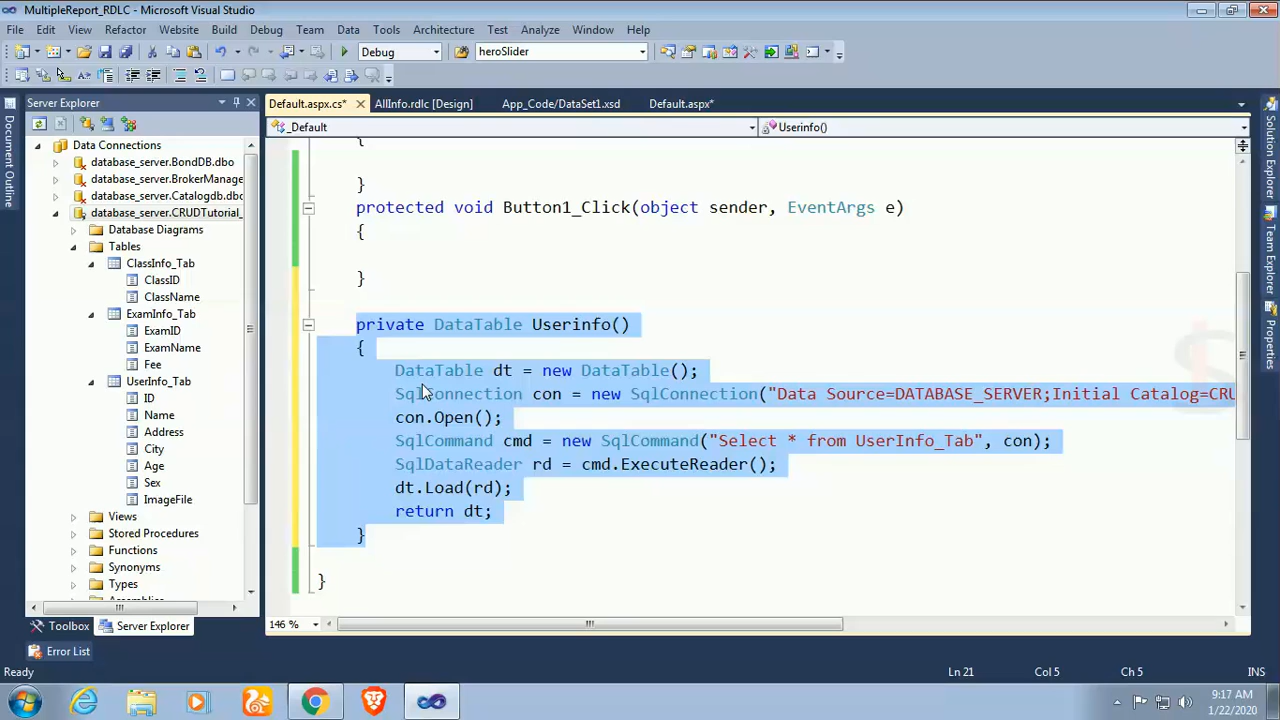 MultipleReport_RDLC - Microsoft Visual Studio
File Edit View Refactor Website Build Debug Team Data Tools Architecture Test Analyze Window Help
Debug heroSlider
Server Explorer
Default.aspx.cs* AllInfo.rdlc [Design] App_Code/DataSet1.xsd Default.aspx*
_Default Userinfo()
Document Outline
Solution Explorer
Team Explorer
Properties
Data Connections
database_server.BondDB.dbo
database_server.BrokerManage
database_server.Catalogdb.dbo
database_server.CRUDTutorial_
Database Diagrams
Tables
ClassInfo_Tab
ClassID
ClassName
ExamInfo_Tab
ExamID
ExamName
Fee
UserInfo_Tab
ID
Name
Address
City
Age
Sex
ImageFile
Views
Stored Procedures
Functions
Synonyms
Types
{
}
protected void Button1_Click(object sender, EventArgs e)
{
}
private DataTable Userinfo()
{
DataTable dt = new DataTable();
SqlConnection con = new SqlConnection("Data Source=DATABASE_SERVER;Initial Catalog=CRU
con.Open();
SqlCommand cmd = new SqlCommand("Select * from UserInfo_Tab", con);
SqlDataReader rd = cmd.ExecuteReader();
dt.Load(rd);
return dt;
}
}
146 %
Toolbox Server Explorer
Error List
Ready Ln 21 Col 5 Ch 5 INS
9:17 AM
1/22/2020